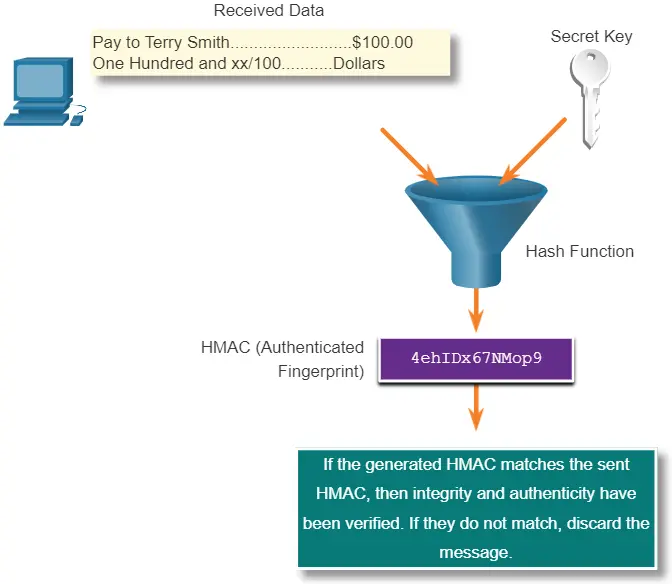 Received Data
Pay to Terry Smith..........................$100.00
One Hundred and xx/100...........Dollars
Secret Key
Hash Function
HMAC (Authenticated
Fingerprint)
4ehIDx67NMop9
If the generated HMAC matches the sent
HMAC, then integrity and authenticity have
been verified. If they do not match, discard the
message.